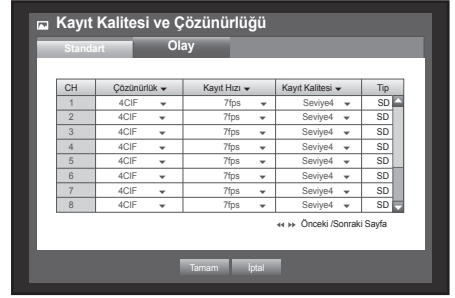 Kayıt Kalitesi ve Çözünürlüğü
Standart Olay
CH Çözünürlük Kayıt Hızı Kayıt Kalitesi Tip
1 4CIF 7fps Seviye4 SD
2 4CIF 7fps Seviye4 SD
3 4CIF 7fps Seviye4 SD
4 4CIF 7fps Seviye4 SD
5 4CIF 7fps Seviye4 SD
6 4CIF 7fps Seviye4 SD
7 4CIF 7fps Seviye4 SD
8 4CIF 7fps Seviye4 SD
Önceki /Sonraki Sayfa
Tamam İptal